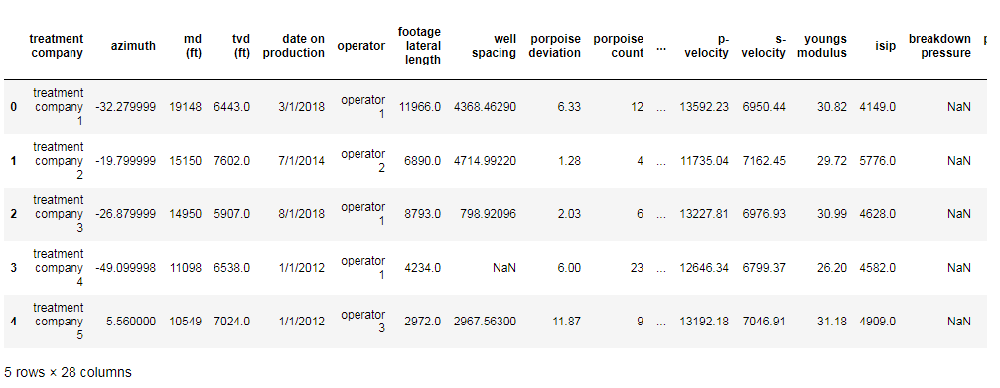 treatment company azimuth md (ft) tvd (ft) date on production operator footage lateral length well spacing porpoise deviation porpoise count ... p-velocity s-velocity youngs modulus isip breakdown pressure
0 treatment company 1 -32.279999 19148 6443.0 3/1/2018 operator 1 11966.0 4368.46290 6.33 12 ... 13592.23 6950.44 30.82 4149.0 NaN
1 treatment company 2 -19.799999 15150 7602.0 7/1/2014 operator 2 6890.0 4714.99220 1.28 4 ... 11735.04 7162.45 29.72 5776.0 NaN
2 treatment company 3 -26.879999 14950 5907.0 8/1/2018 operator 1 8793.0 798.92096 2.03 6 ... 13227.81 6976.93 30.99 4628.0 NaN
3 treatment company 4 -49.099998 11098 6538.0 1/1/2012 operator 1 4234.0 NaN 6.00 23 ... 12646.34 6799.37 26.20 4582.0 NaN
4 treatment company 5 5.560000 10549 7024.0 1/1/2012 operator 3 2972.0 2967.56300 11.87 9 ... 13192.18 7046.91 31.18 4909.0 NaN
5 rows × 28 columns